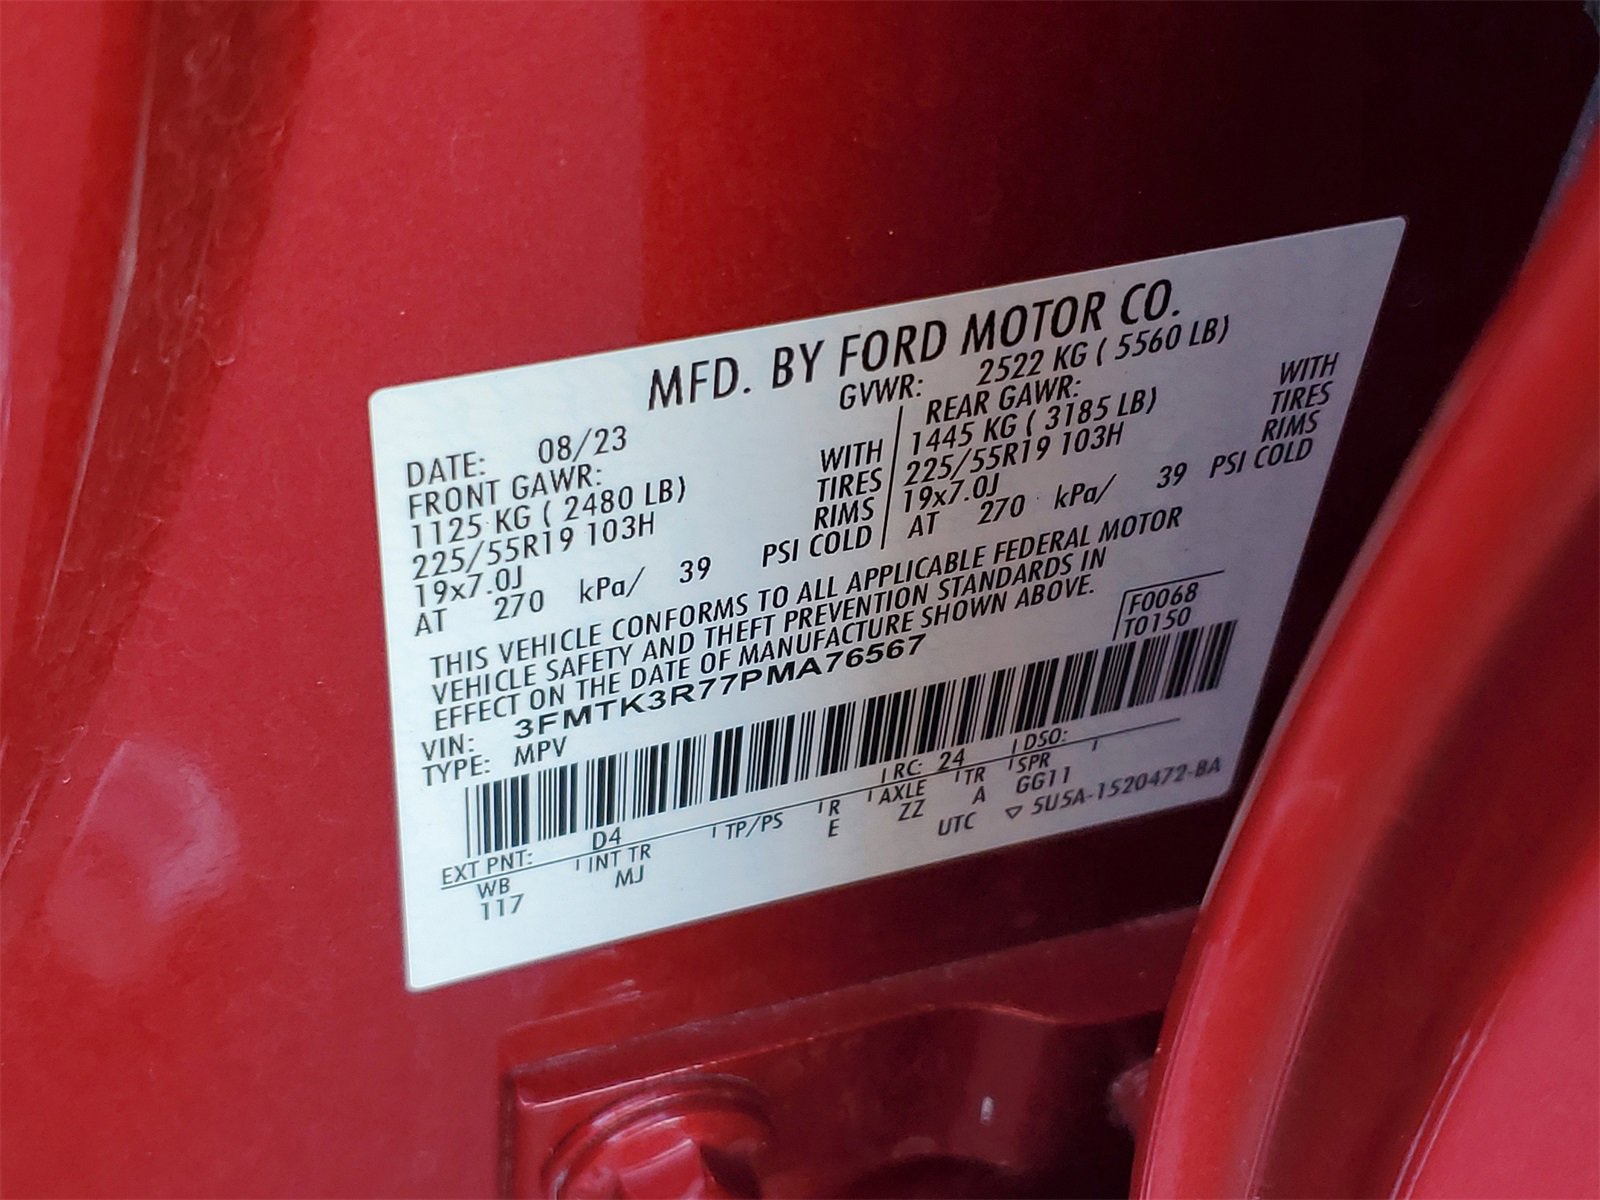 MFD. BY FORD MOTOR CO.
DATE: 08/23 GVWR: 2522 KG ( 5560 LB)
FRONT GAWR: REAR GAWR:
1125 KG ( 2480 LB) WITH 1445 KG ( 3185 LB) WITH
225/55R19 103H TIRES 225/55R19 103H TIRES
19x7.0J RIMS 19x7.0J RIMS
AT 270 kPa/ 39 PSI COLD AT 270 kPa/ 39 PSI COLD
THIS VEHICLE CONFORMS TO ALL APPLICABLE FEDERAL MOTOR
VEHICLE SAFETY AND THEFT PREVENTION STANDARDS IN
EFFECT ON THE DATE OF MANUFACTURE SHOWN ABOVE.
F0068
T0150
VIN: 3FMTK3R77PMA76567
TYPE: MPV
EXT PNT: D4 RC: 24 DSO:
WB INT TR TP/PS R AXLE TR SPR
117 MJ E ZZ A GG11
UTC ▽ 5U5A-1520472-BA